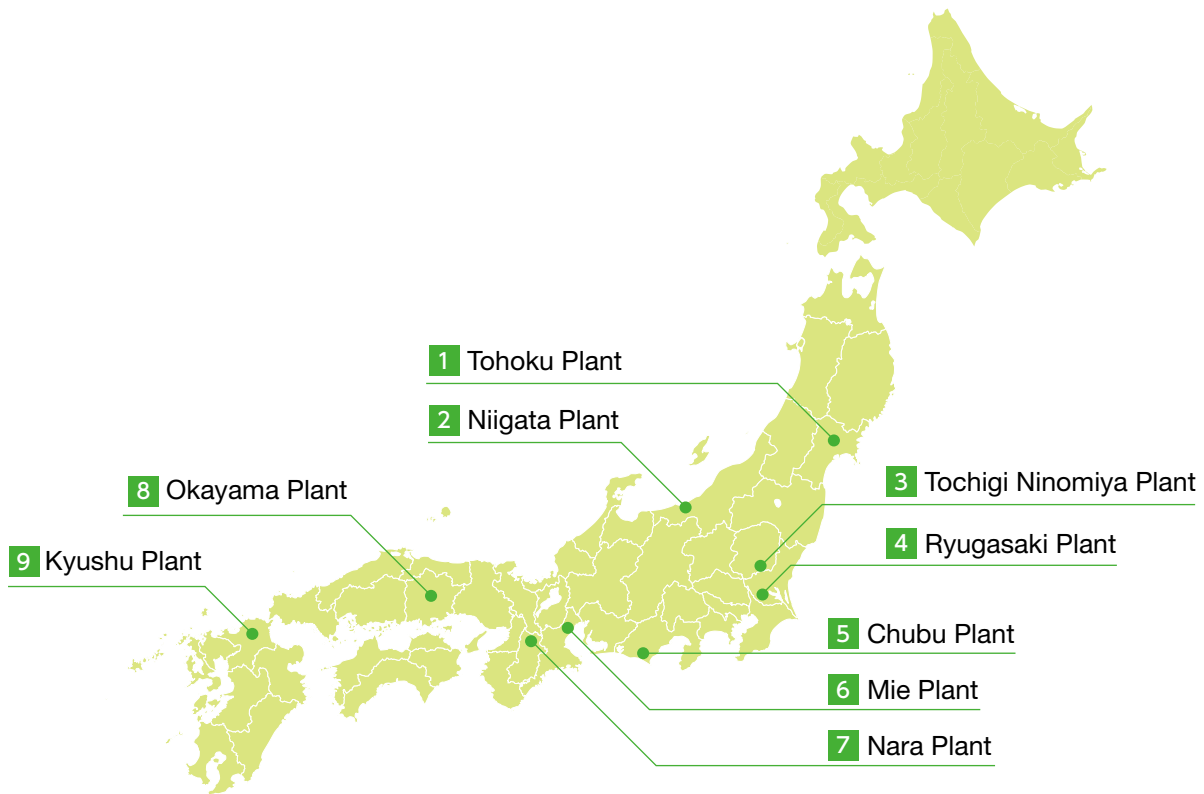 1 Tohoku Plant
2 Niigata Plant
3 Tochigi Ninomiya Plant
8 Okayama Plant
4 Ryugasaki Plant
9 Kyushu Plant
5 Chubu Plant
6 Mie Plant
7 Nara Plant